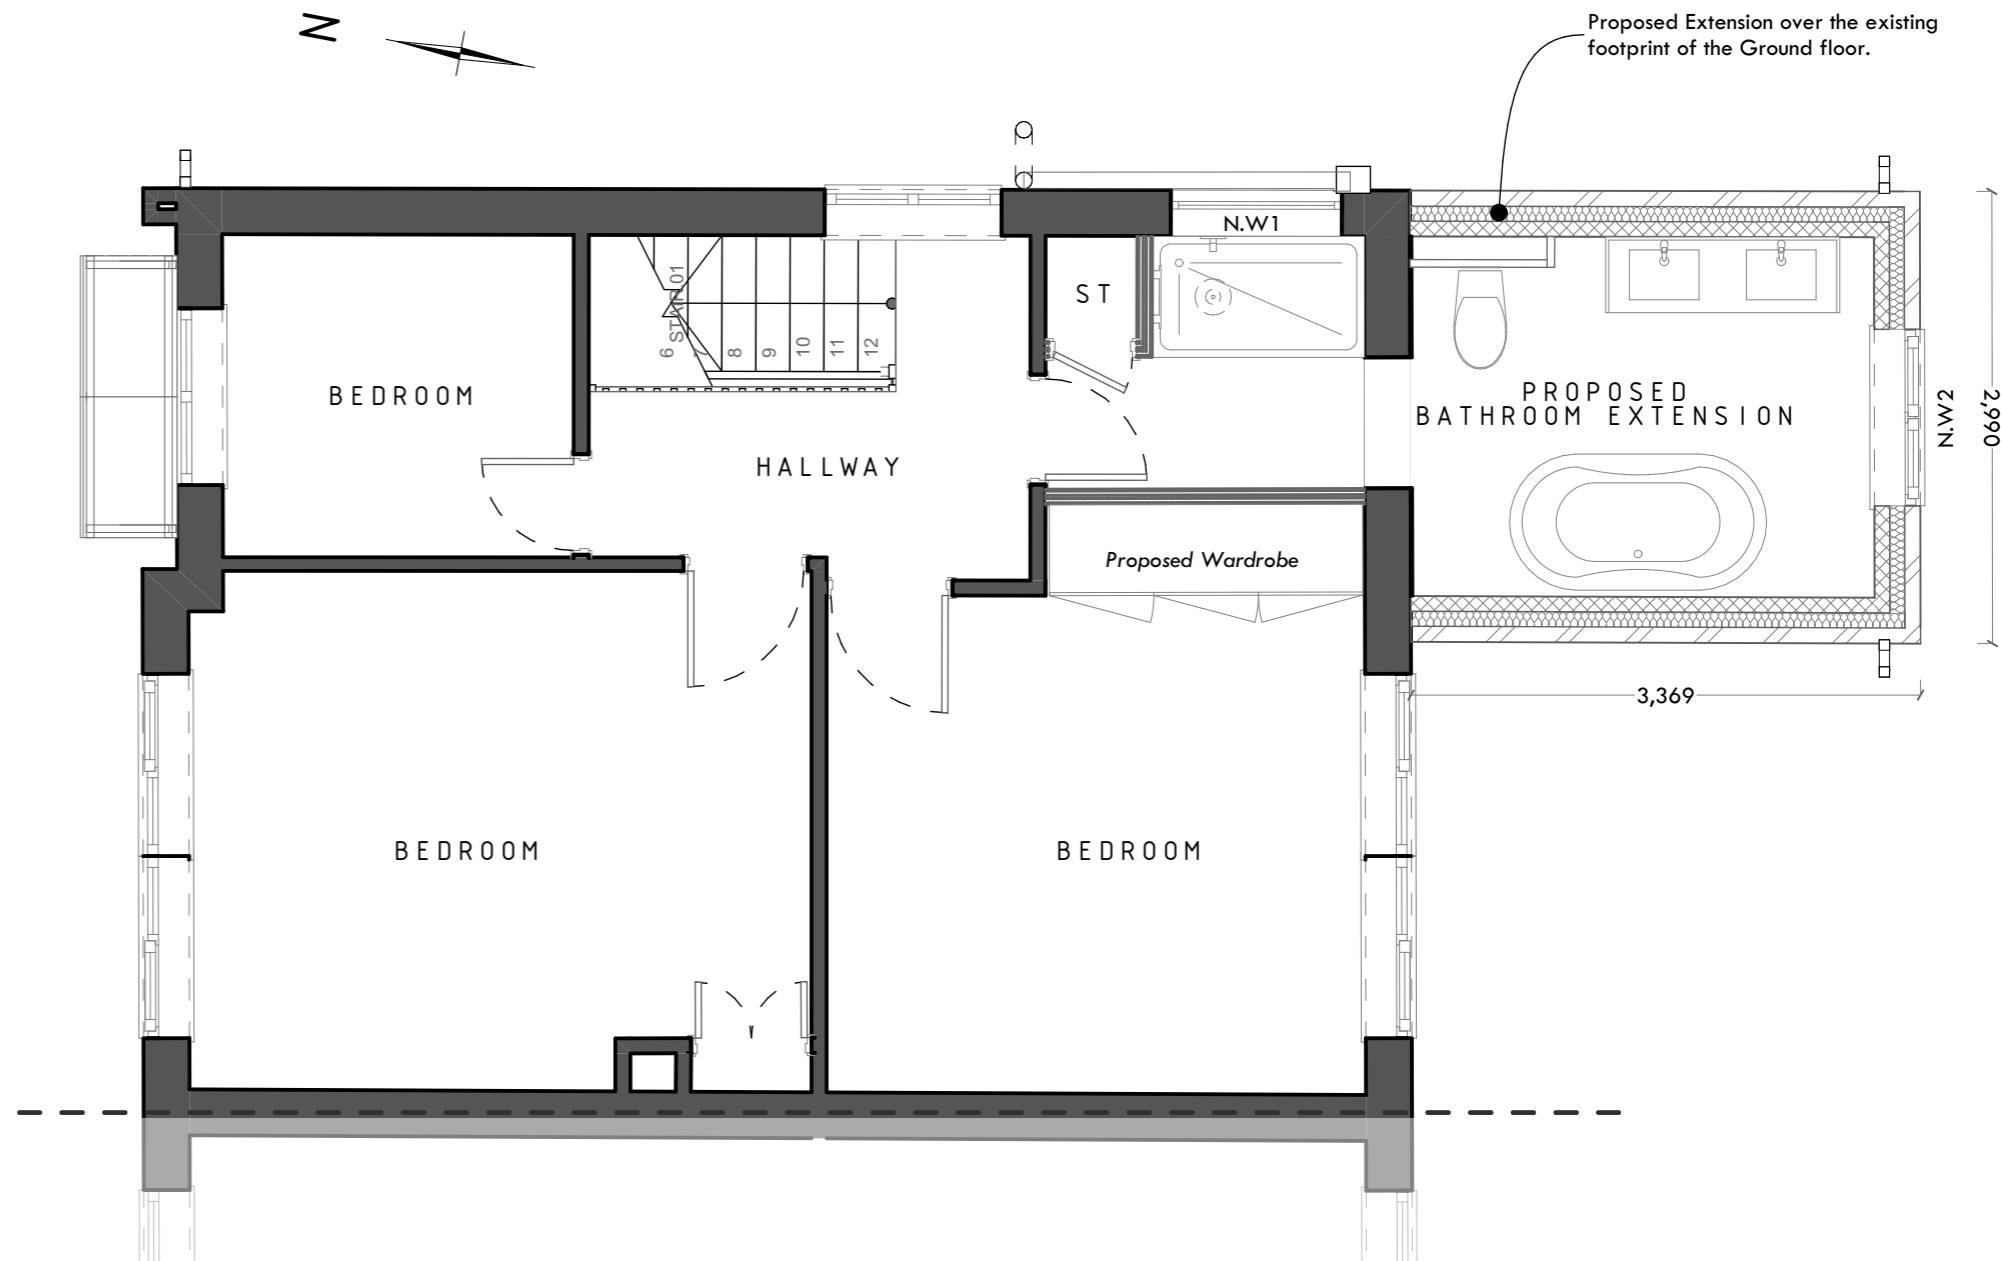 N
Proposed Extension over the existing
footprint of the Ground floor.
N.W1
ST
STAIR 01
6
7
8
9
10
11
12
BEDROOM
HALLWAY
PROPOSED
BATHROOM EXTENSION
N.W2
2,990
Proposed Wardrobe
3,369
BEDROOM
BEDROOM